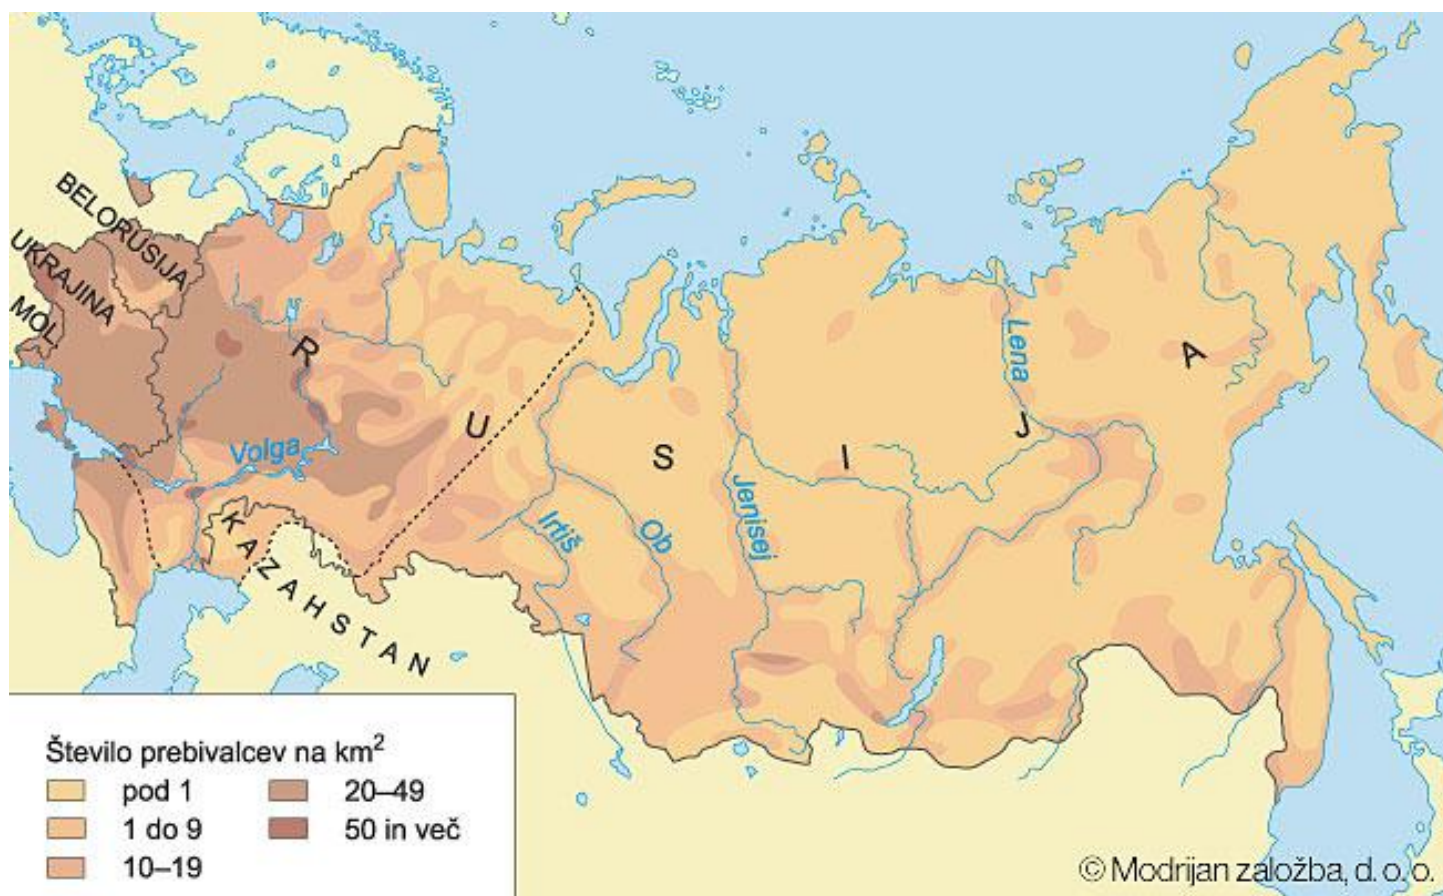 BELORUSIJA
UKRAJINA
MOL.
R U S I J A
Volga
KAZAHSTAN
Irtiš
Ob
Jenisej
Lena
Število prebivalcev na km²
pod 1
1 do 9
10–19
20–49
50 in več
© Modrijan založba, d. o. o.